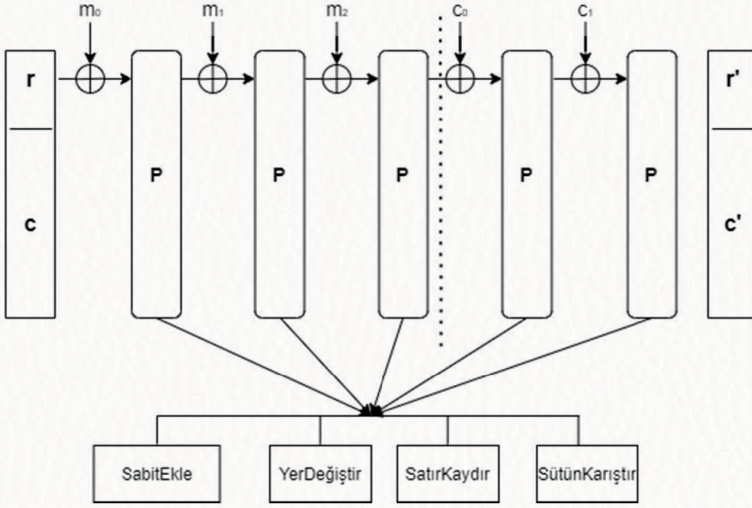 m₀ m₁ m₂ c₀ c₁
r r'
P P P P P
c c'
SabitEkle YerDeğiştir SatırKaydır SütünKarıştır